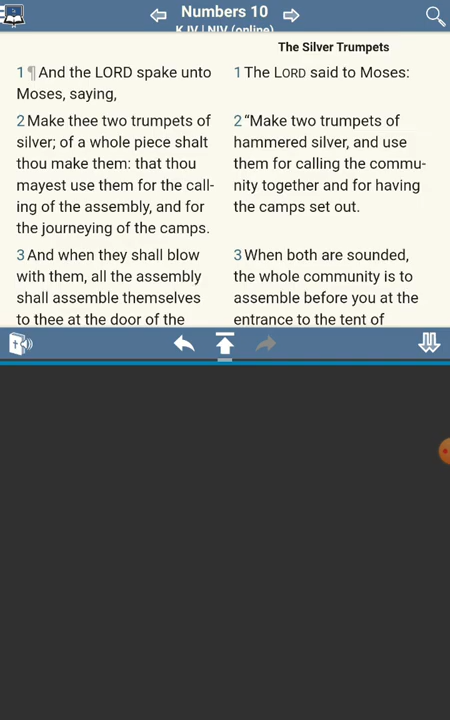 Numbers 10
KJV | NIV (online)
1 ¶ And the LORD spake unto
Moses, saying,
2 Make thee two trumpets of
silver; of a whole piece shalt
thou make them: that thou
mayest use them for the call-
ing of the assembly, and for
the journeying of the camps.
3 And when they shall blow
with them, all the assembly
shall assemble themselves
to thee at the door of the
The Silver Trumpets
1 The LORD said to Moses:
2 “Make two trumpets of
hammered silver, and use
them for calling the commu-
nity together and for having
the camps set out.
3 When both are sounded,
the whole community is to
assemble before you at the
entrance to the tent of